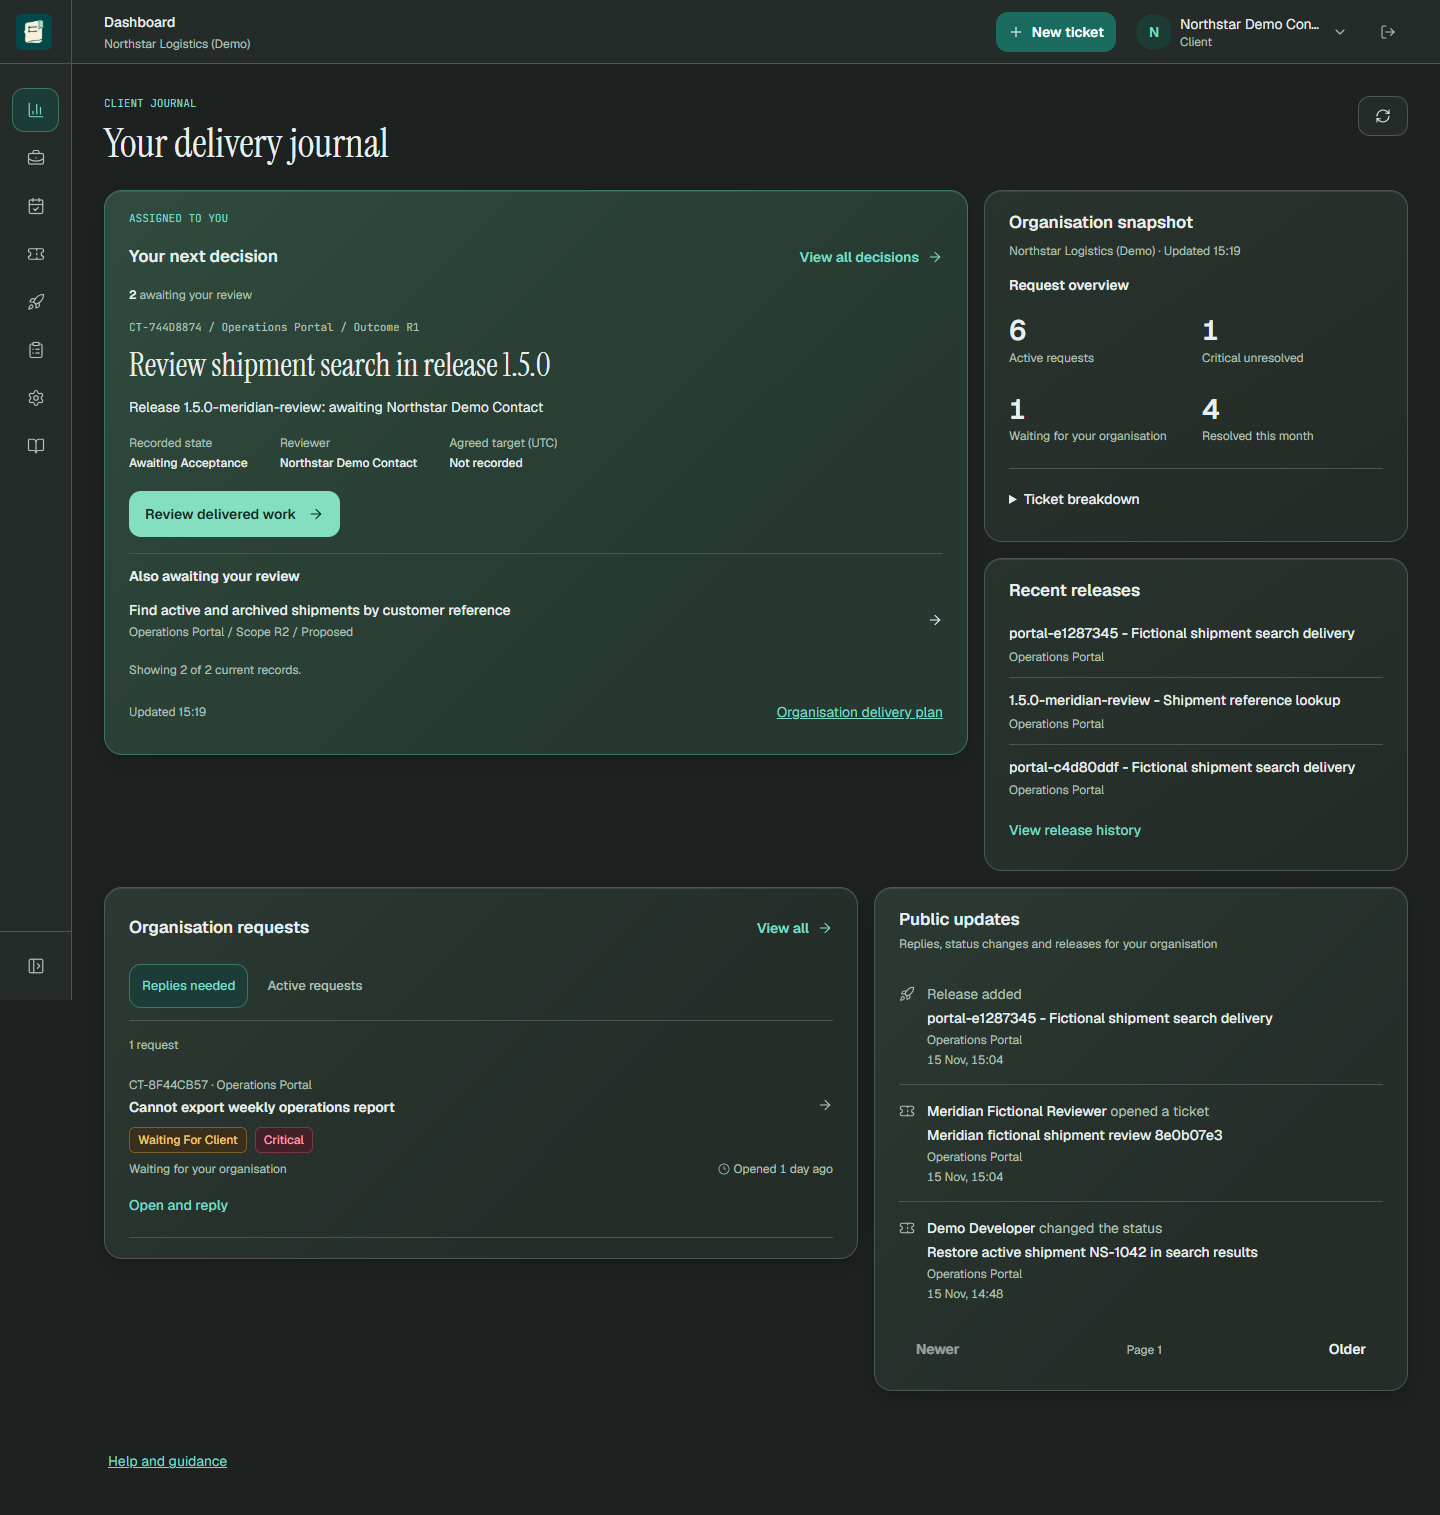 Dashboard
Northstar Logistics (Demo)
New ticket
N
Northstar Demo Con...
Client
CLIENT JOURNAL
Your delivery journal
ASSIGNED TO YOU
Your next decision
View all decisions
2 awaiting your review
CT-744D8874 / Operations Portal / Outcome R1
Review shipment search in release 1.5.0
Release 1.5.0-meridian-review: awaiting Northstar Demo Contact
Recorded state
Reviewer
Agreed target (UTC)
Awaiting Acceptance
Northstar Demo Contact
Not recorded
Review delivered work
Also awaiting your review
Find active and archived shipments by customer reference
Operations Portal / Scope R2 / Proposed
Showing 2 of 2 current records.
Updated 15:19
Organisation delivery plan
Organisation snapshot
Northstar Logistics (Demo) · Updated 15:19
Request overview
6
Active requests
1
Critical unresolved
1
Waiting for your organisation
4
Resolved this month
Ticket breakdown
Recent releases
portal-e1287345 - Fictional shipment search delivery
Operations Portal
1.5.0-meridian-review - Shipment reference lookup
Operations Portal
portal-c4d80ddf - Fictional shipment search delivery
Operations Portal
View release history
Organisation requests
View all
Replies needed
Active requests
1 request
CT-8F44CB57 · Operations Portal
Cannot export weekly operations report
Waiting For Client
Critical
Waiting for your organisation
Opened 1 day ago
Open and reply
Public updates
Replies, status changes and releases for your organisation
Release added
portal-e1287345 - Fictional shipment search delivery
Operations Portal
15 Nov, 15:04
Meridian Fictional Reviewer opened a ticket
Meridian fictional shipment review 8e0b07e3
Operations Portal
15 Nov, 15:04
Demo Developer changed the status
Restore active shipment NS-1042 in search results
Operations Portal
15 Nov, 14:48
Newer
Page 1
Older
Help and guidance